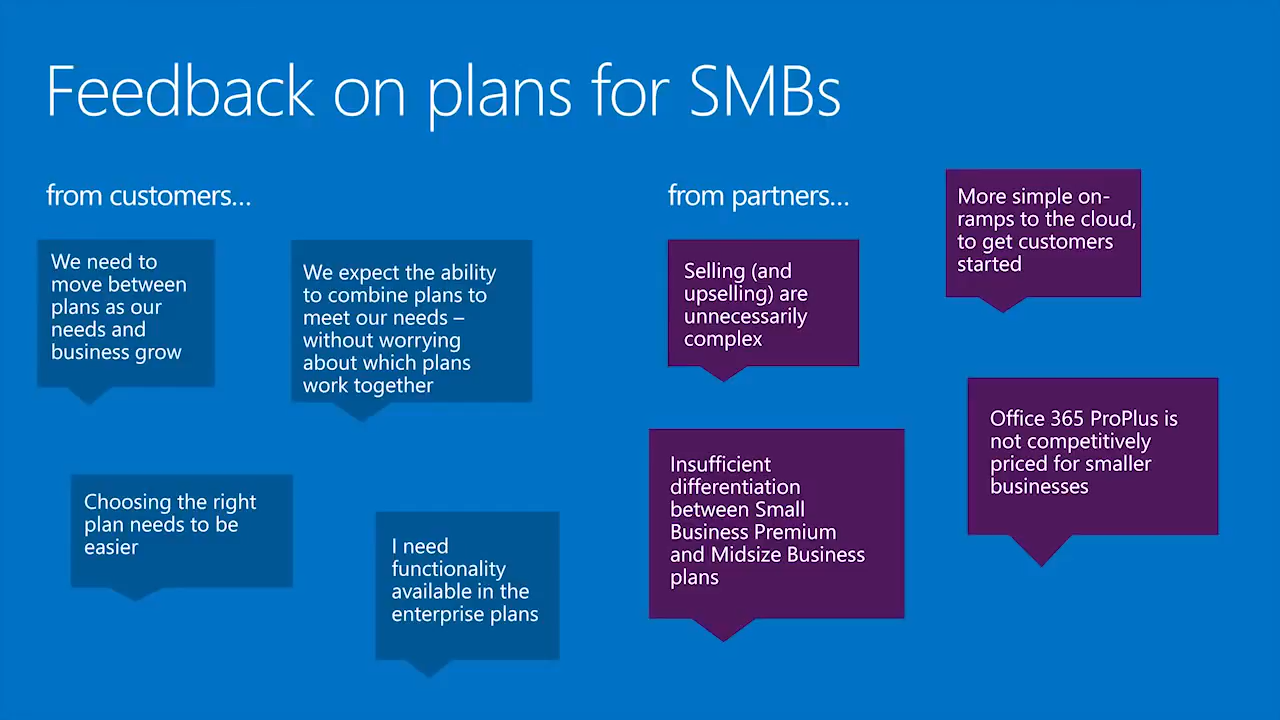 Feedback on plans for SMBs
from customers...
We need to
move between
plans as our
needs and
business grow
We expect the ability
to combine plans to
meet our needs –
without worrying
about which plans
work together
Choosing the right
plan needs to be
easier
I need
functionality
available in the
enterprise plans
from partners...
Selling (and
upselling) are
unnecessarily
complex
More simple on-
ramps to the cloud,
to get customers
started
Insufficient
differentiation
between Small
Business Premium
and Midsize Business
plans
Office 365 ProPlus is
not competitively
priced for smaller
businesses